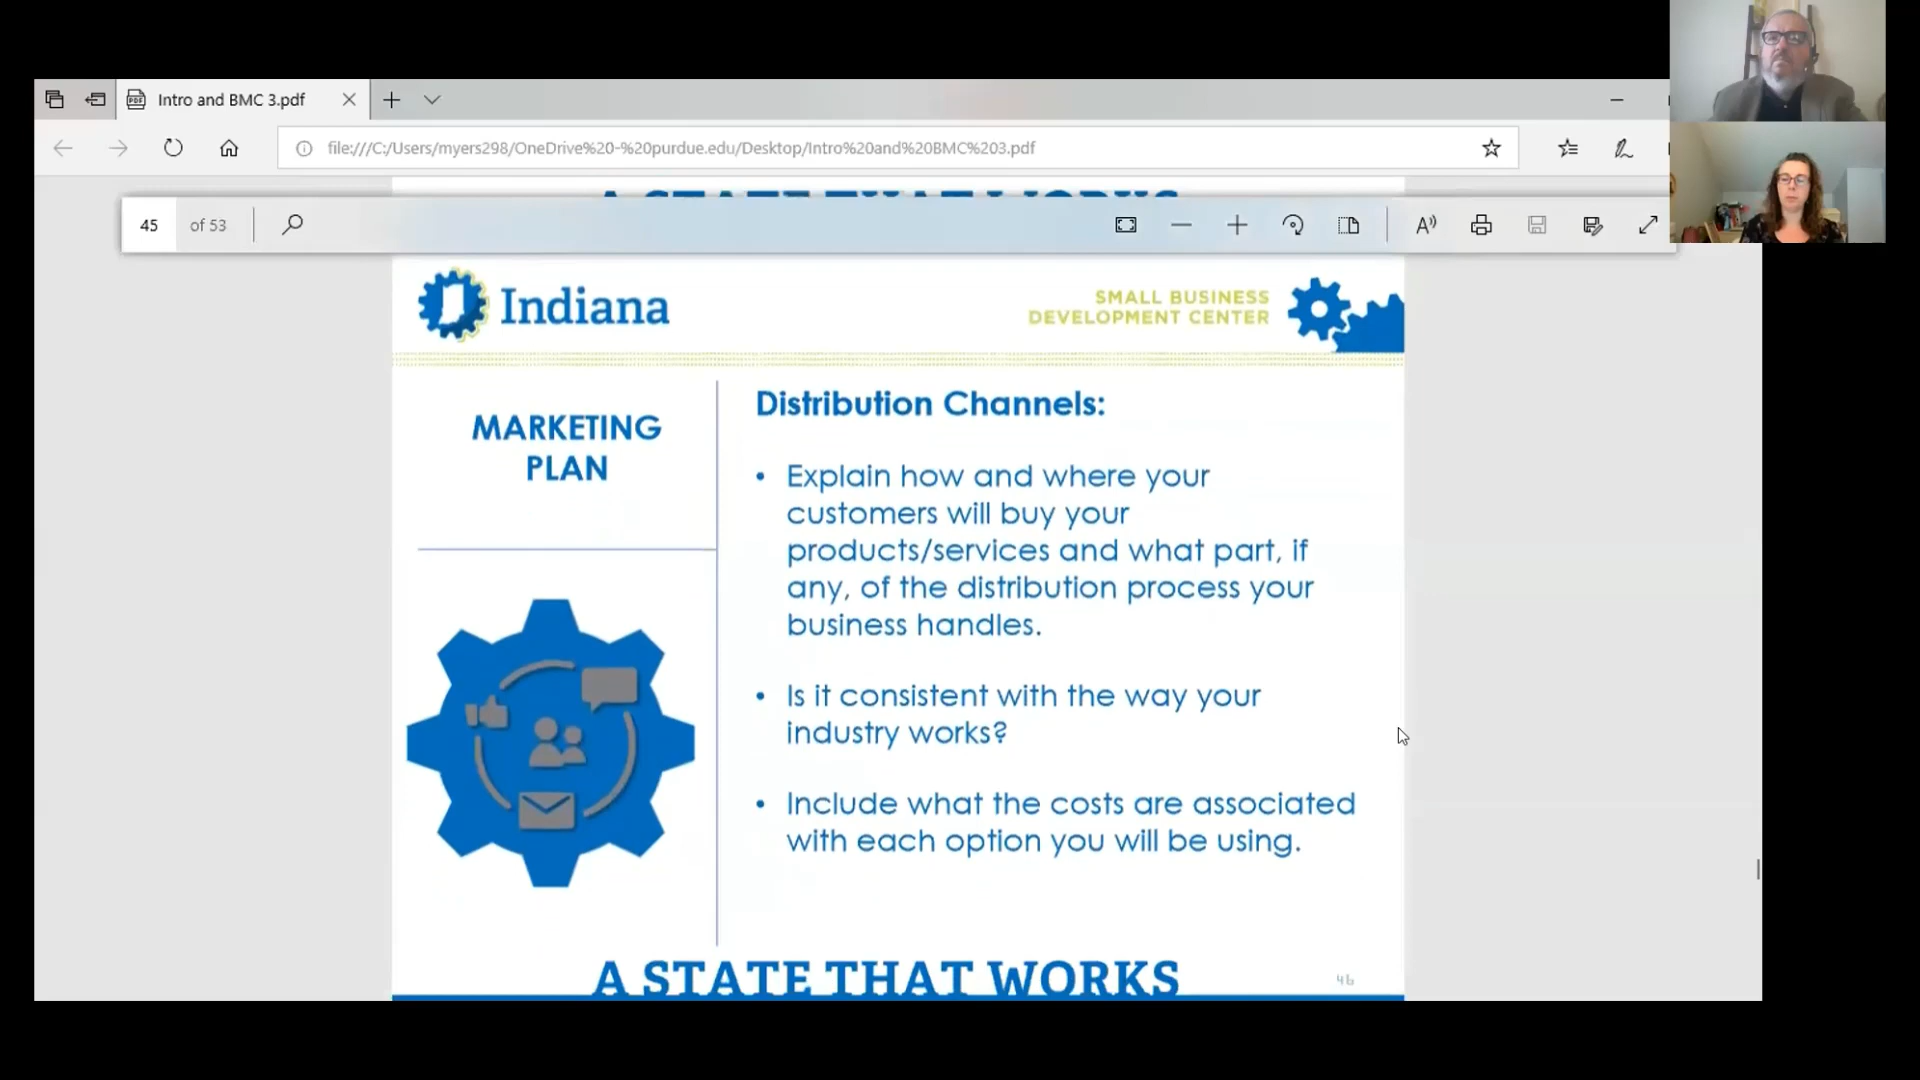 Intro and BMC 3.pdf
file:///C:/Users/myers298/OneDrive%20-%20purdue.edu/Desktop/Intro%20and%20BMC%203.pdf
A STATE THAT WORKS
45 of 53
Indiana
SMALL BUSINESS
DEVELOPMENT CENTER
MARKETING
PLAN
Distribution Channels:
• Explain how and where your
customers will buy your
products/services and what part, if
any, of the distribution process your
business handles.
• Is it consistent with the way your
industry works?
• Include what the costs are associated
with each option you will be using.
A STATE THAT WORKS
46